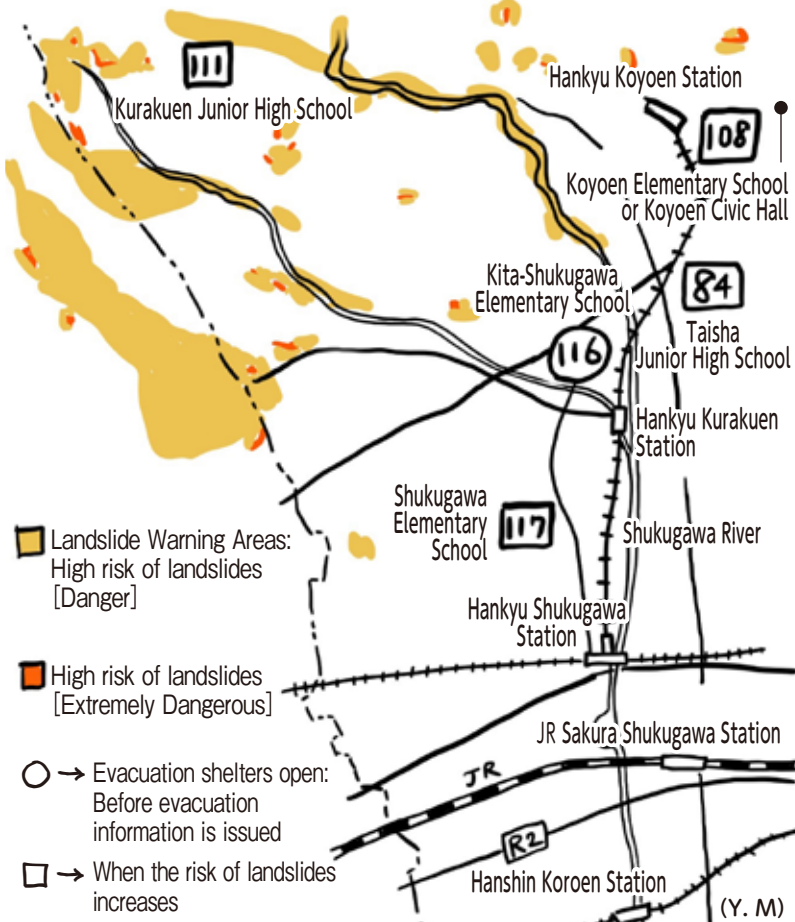 111
Kurakuen Junior High School
Hankyu Koyoen Station
108
Koyoen Elementary School
or Koyoen Civic Hall
Kita-Shukugawa
Elementary School
84
116
Taisha
Junior High School
Hankyu Kurakuen
Station
Shukugawa
Elementary
School
117
Shukugawa River
Landslide Warning Areas:
High risk of landslides
[Danger]
Hankyu Shukugawa
Station
High risk of landslides
[Extremely Dangerous]
JR Sakura Shukugawa Station
JR
→ Evacuation shelters open:
Before evacuation
information is issued
R2
→ When the risk of landslides
increases
Hanshin Koroen Station
(Y. M)